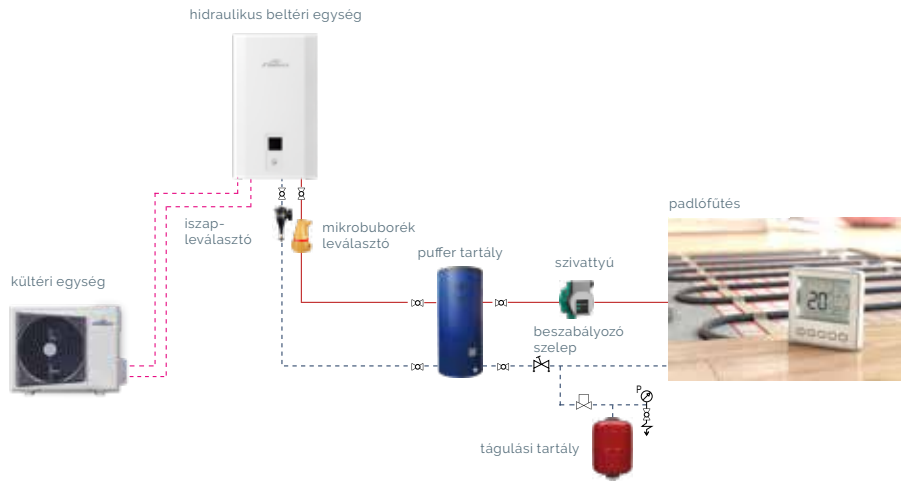 hidraulikus beltéri egység
iszap-
leválasztó
mikrobuborék
leválasztó
padlófűtés
puffer tartály
szivattyú
kültéri egység
20
beszabályozó
szelep
P
tágulási tartály